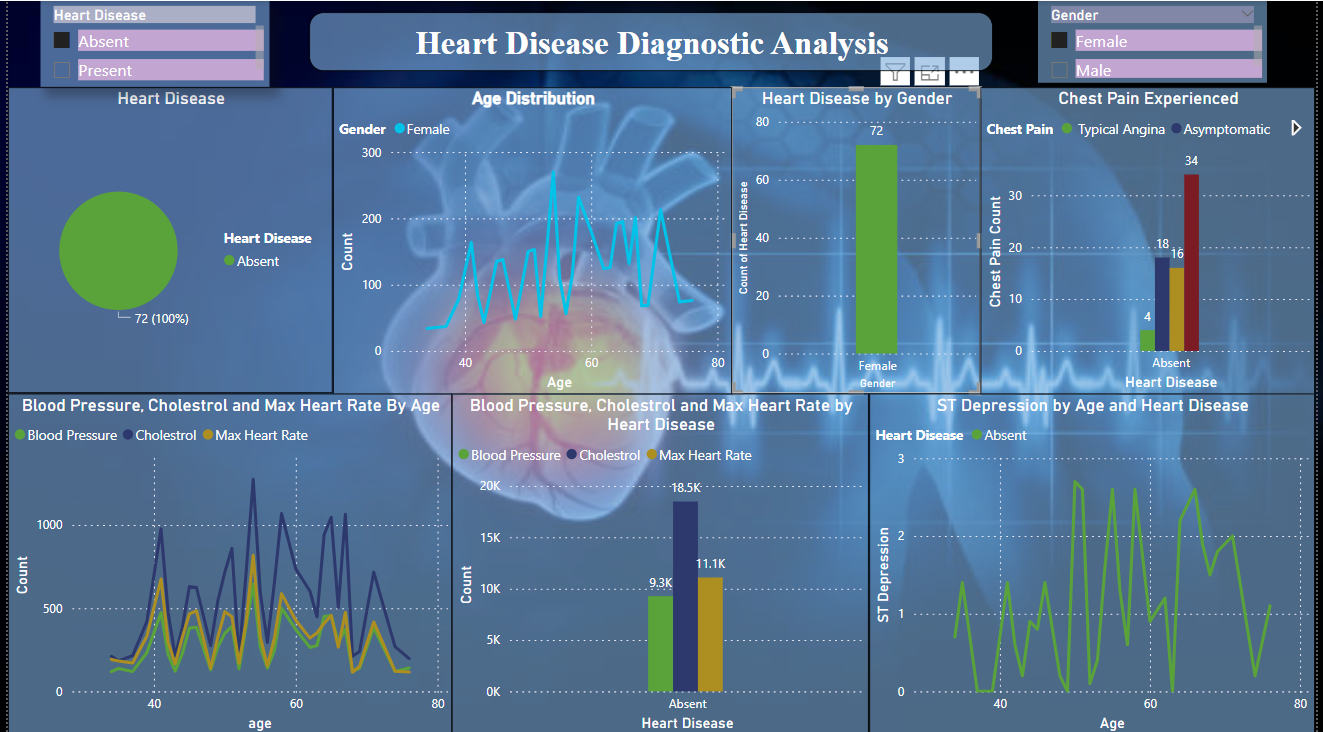 Heart Disease
Absent
Present
Heart Disease Diagnostic Analysis
Gender
Female
Male
Heart Disease
Heart Disease
Absent
72 (100%)
Age Distribution
Gender Female
300
200
100
0
40 60 80
Count
Age
Heart Disease by Gender
80
72
60
40
20
0
Count of Heart Disease
Female
Gender
Chest Pain Experienced
Chest Pain Typical Angina Asymptomatic
34
30
20
18
16
10
4
0
Chest Pain Count
Absent
Heart Disease
Blood Pressure, Cholestrol and Max Heart Rate By Age
Blood Pressure Cholestrol Max Heart Rate
1000
500
0
Count
40 60 80
age
Blood Pressure, Cholestrol and Max Heart Rate by
Heart Disease
Blood Pressure Cholestrol Max Heart Rate
20K
18.5K
15K
11.1K
10K
9.3K
5K
0K
Count
Absent
Heart Disease
ST Depression by Age and Heart Disease
Heart Disease Absent
3
2
1
0
ST Depression
40 60 80
Age